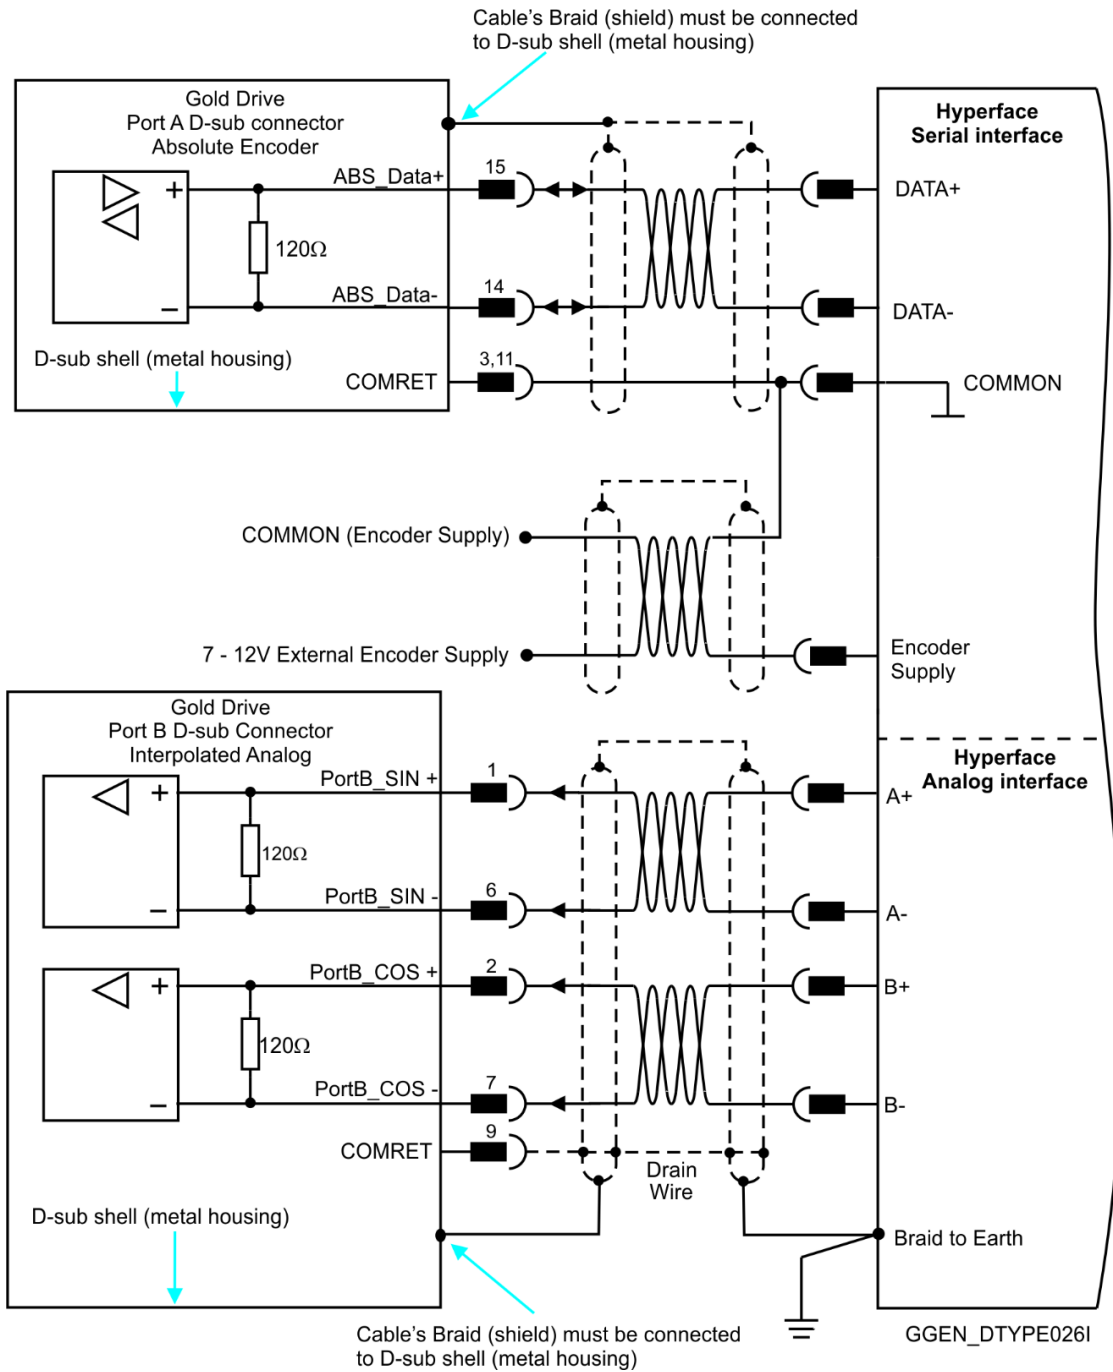 Cable's Braid (shield) must be connected
to D-sub shell (metal housing)
Gold Drive
Port A D-sub connector
Absolute Encoder
Hyperface
Serial interface
+
ABS_Data+
15
DATA+
120Ω
−
ABS_Data-
14
DATA-
D-sub shell (metal housing)
COMRET
3,11
COMMON
COMMON (Encoder Supply)
7 - 12V External Encoder Supply
Encoder
Supply
Gold Drive
Port B D-sub Connector
Interpolated Analog
Hyperface
Analog interface
+
PortB_SIN +
1
A+
120Ω
−
PortB_SIN -
6
A-
+
PortB_COS +
2
B+
120Ω
−
PortB_COS -
7
B-
COMRET
9
Drain
Wire
D-sub shell (metal housing)
Braid to Earth
Cable's Braid (shield) must be connected
to D-sub shell (metal housing)
GGEN_DTYPE026I